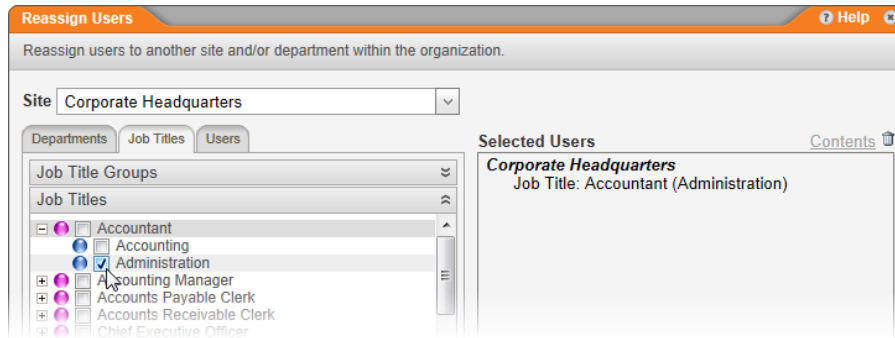 Reassign Users
Help
Reassign users to another site and/or department within the organization.
Site Corporate Headquarters
Departments Job Titles Users
Job Title Groups
Job Titles
Accountant
Accounting
Administration
Accounting Manager
Accounts Payable Clerk
Accounts Receivable Clerk
Chief Executive Officer
Selected Users Contents
Corporate Headquarters
Job Title: Accountant (Administration)